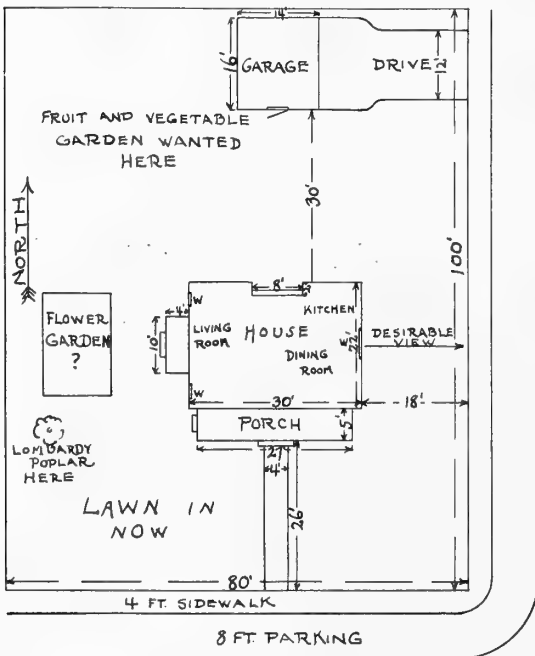 14'
16'
GARAGE
DRIVE
12'
FRUIT AND VEGETABLE
GARDEN WANTED
HERE
30'
NORTH
100'
8'
W
KITCHEN
4'
FLOWER
GARDEN
?
10'
LIVING
ROOM
HOUSE
DINING
ROOM
W
22'
DESIRABLE
VIEW
W
30'
18'
PORCH
5'
LOMBARDY
POPLAR
HERE
27'
4'
26'
LAWN IN
NOW
80'
4 FT. SIDEWALK
8 FT. PARKING